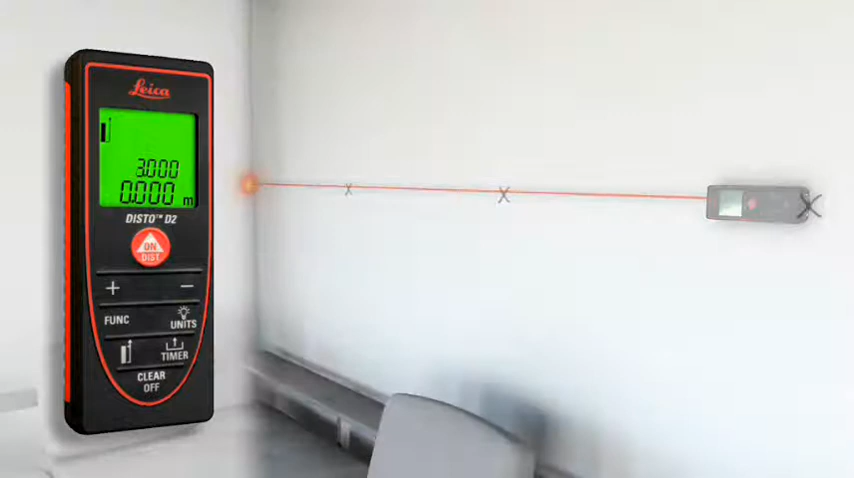 Leica
3.000
0.000 m
DISTO™ D2
ON
DIST
+ −
FUNC
UNITS
TIMER
CLEAR
OFF